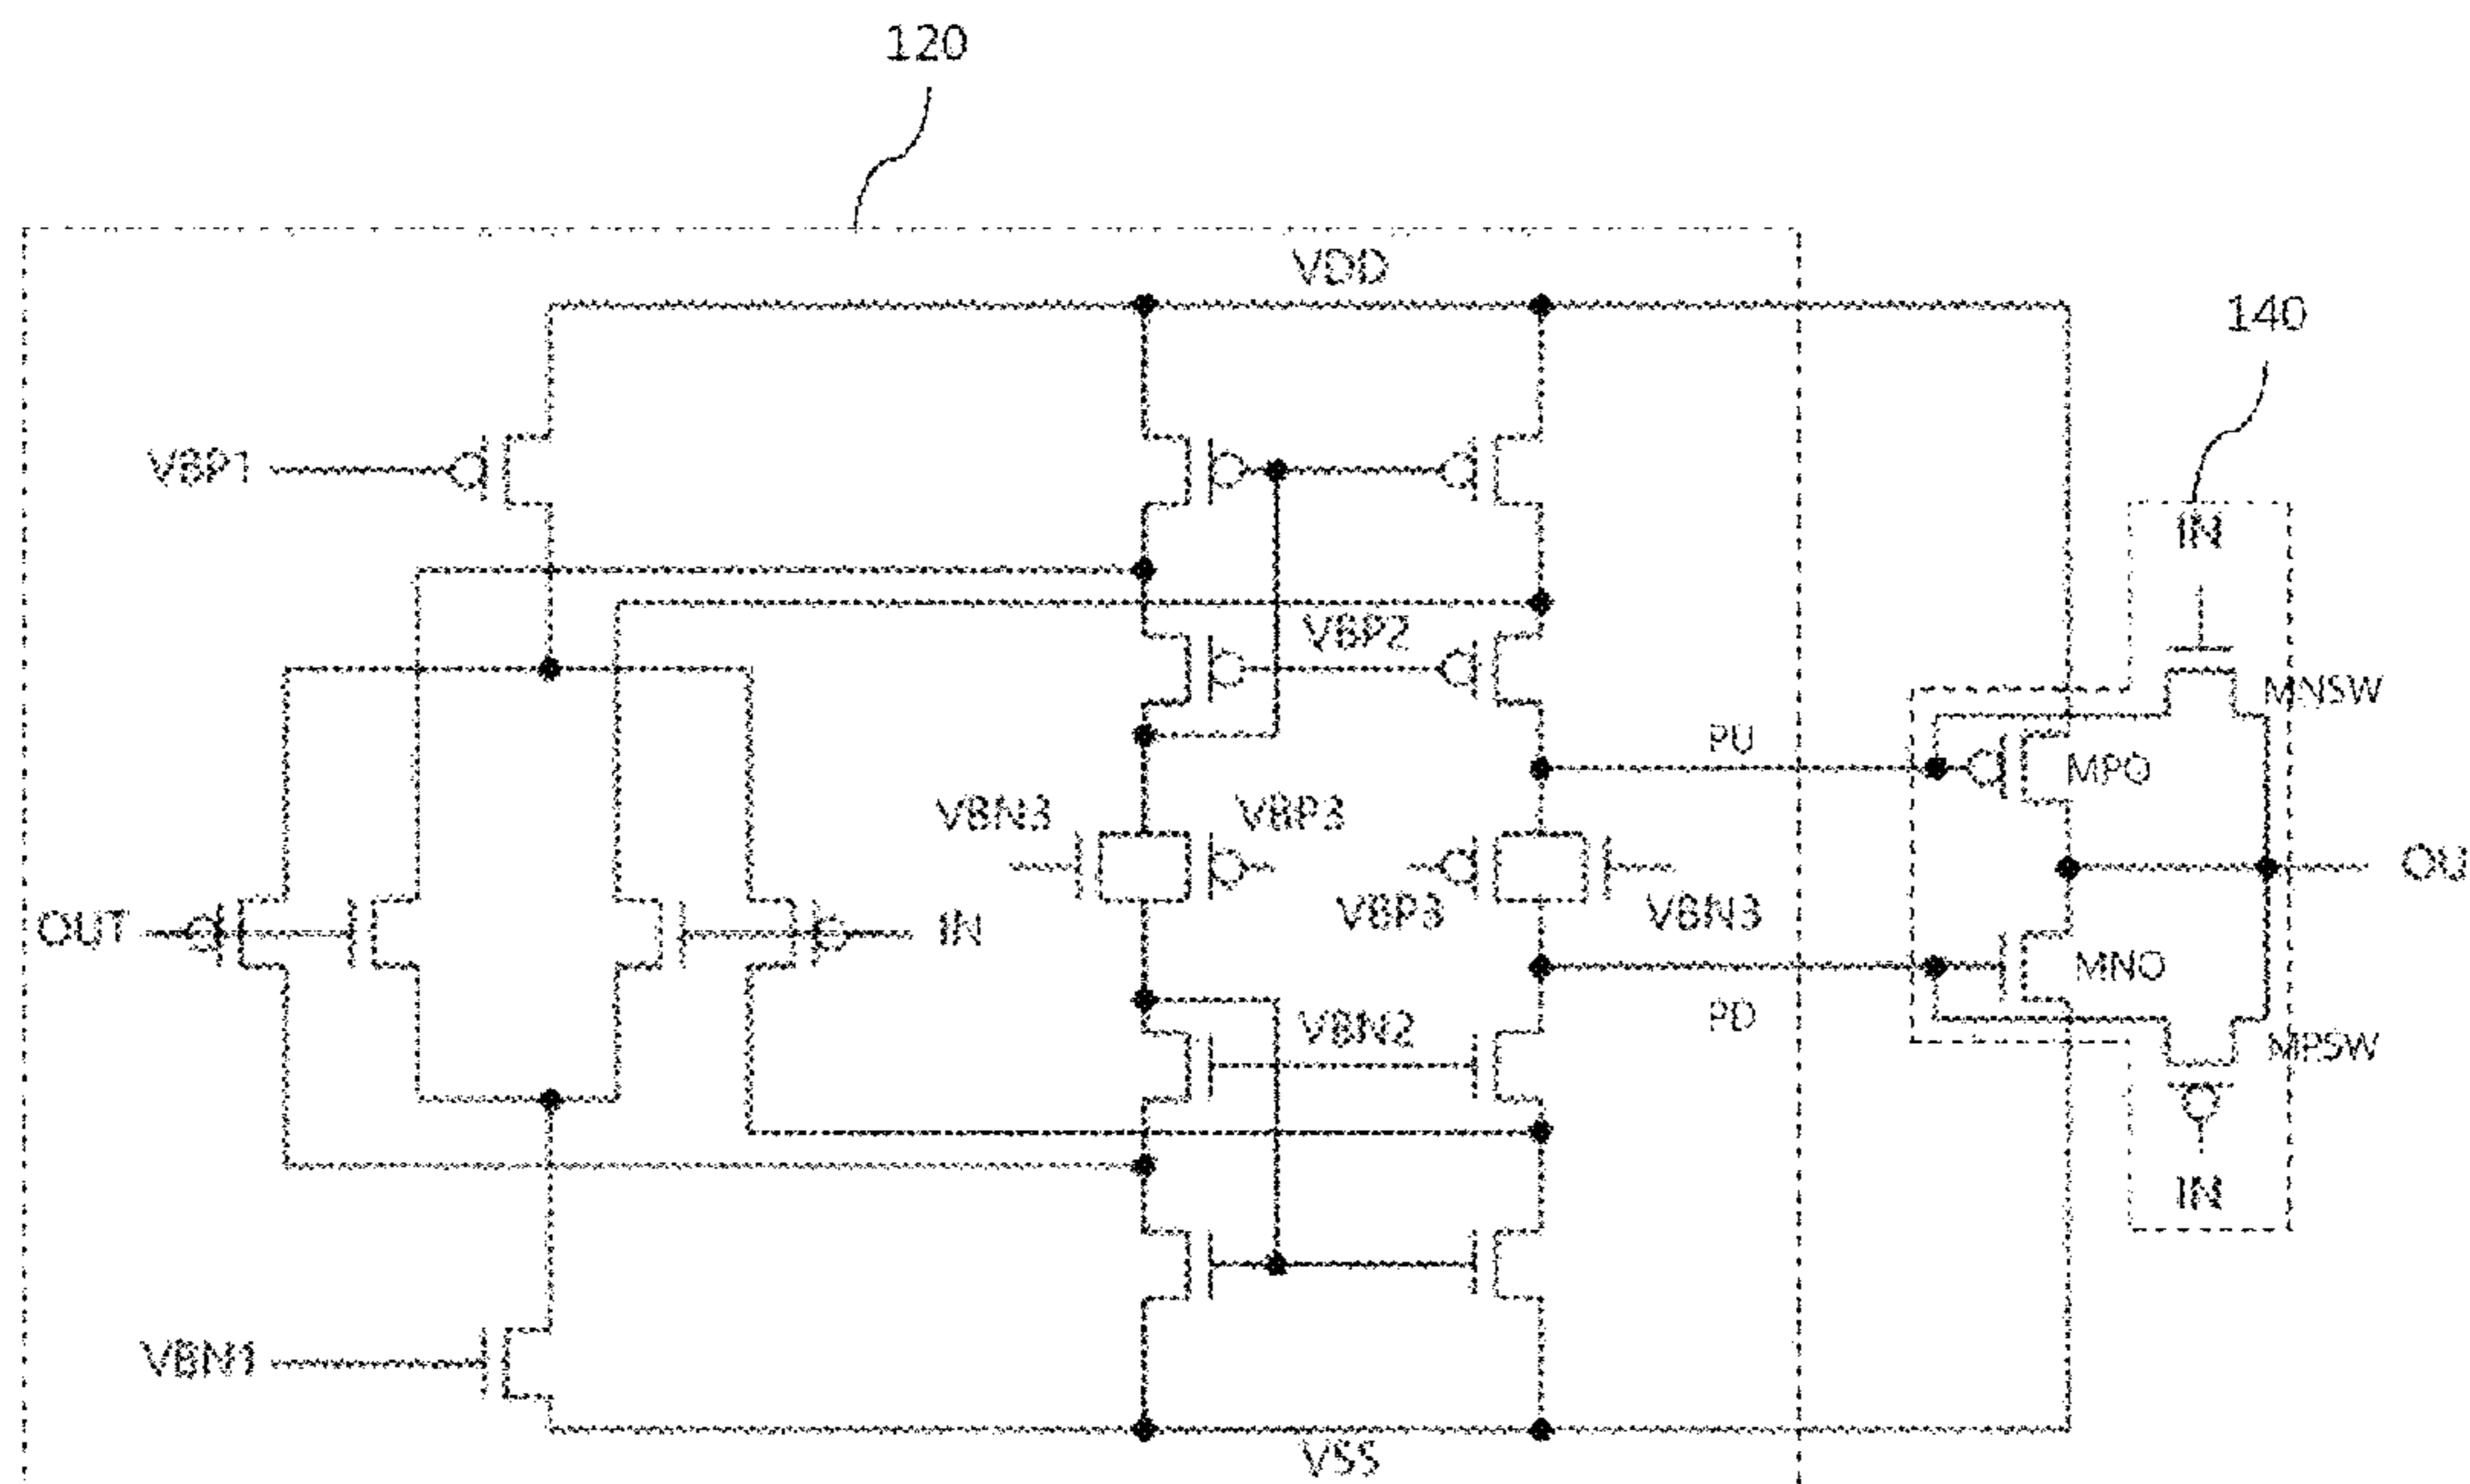 120
VDD
140
IN
VBP1
VBP2
MNSW
PU
MPO
VBN3
VBP3
OU
VBP3
VBN3
OUT
IN
MNO
VBN2
PD
MPSW
IN
VBN1
VSS